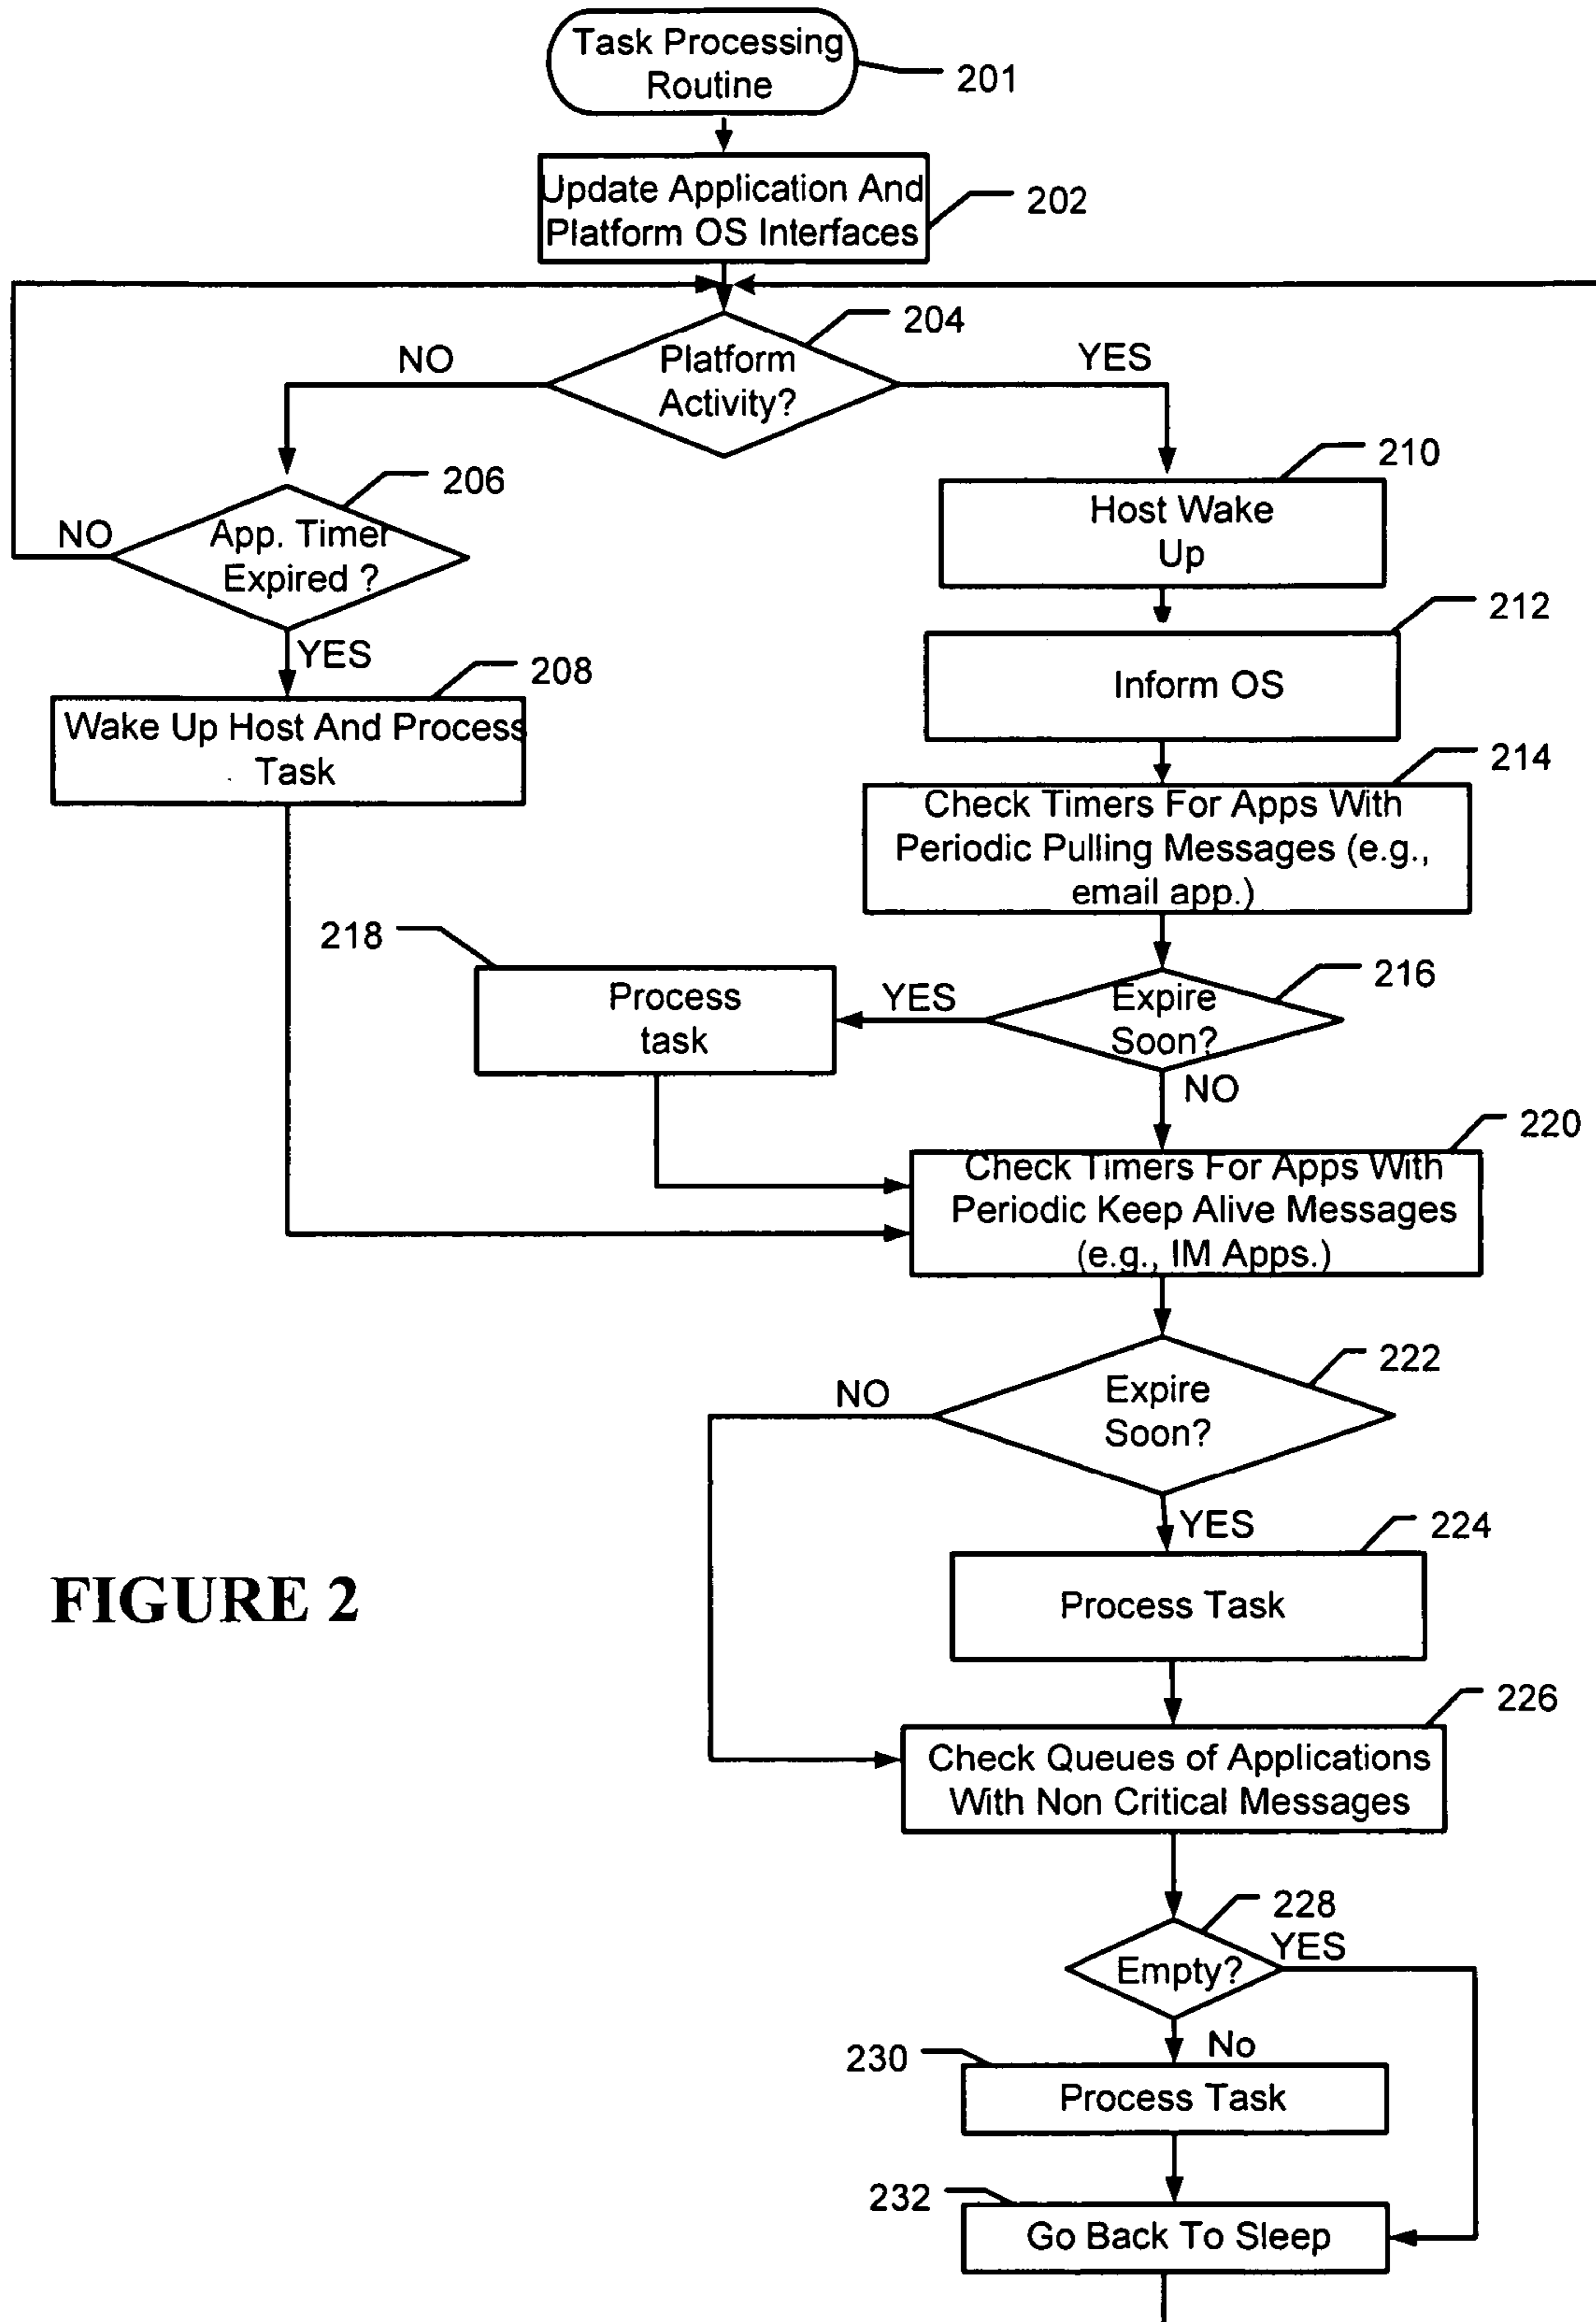 Task Processing
Routine
201
Update Application And
Platform OS Interfaces
202
204
NO
Platform
Activity?
YES
206
NO
App. Timer
Expired ?
210
Host Wake
Up
YES
208
Wake Up Host And Process
Task
212
Inform OS
214
Check Timers For Apps With
Periodic Pulling Messages (e.g.,
email app.)
218
Process
task
YES
216
Expire
Soon?
NO
220
Check Timers For Apps With
Periodic Keep Alive Messages
(e.g., IM Apps.)
222
NO
Expire
Soon?
YES
224
Process Task
FIGURE 2
226
Check Queues of Applications
With Non Critical Messages
228
YES
Empty?
No
230
Process Task
232
Go Back To Sleep